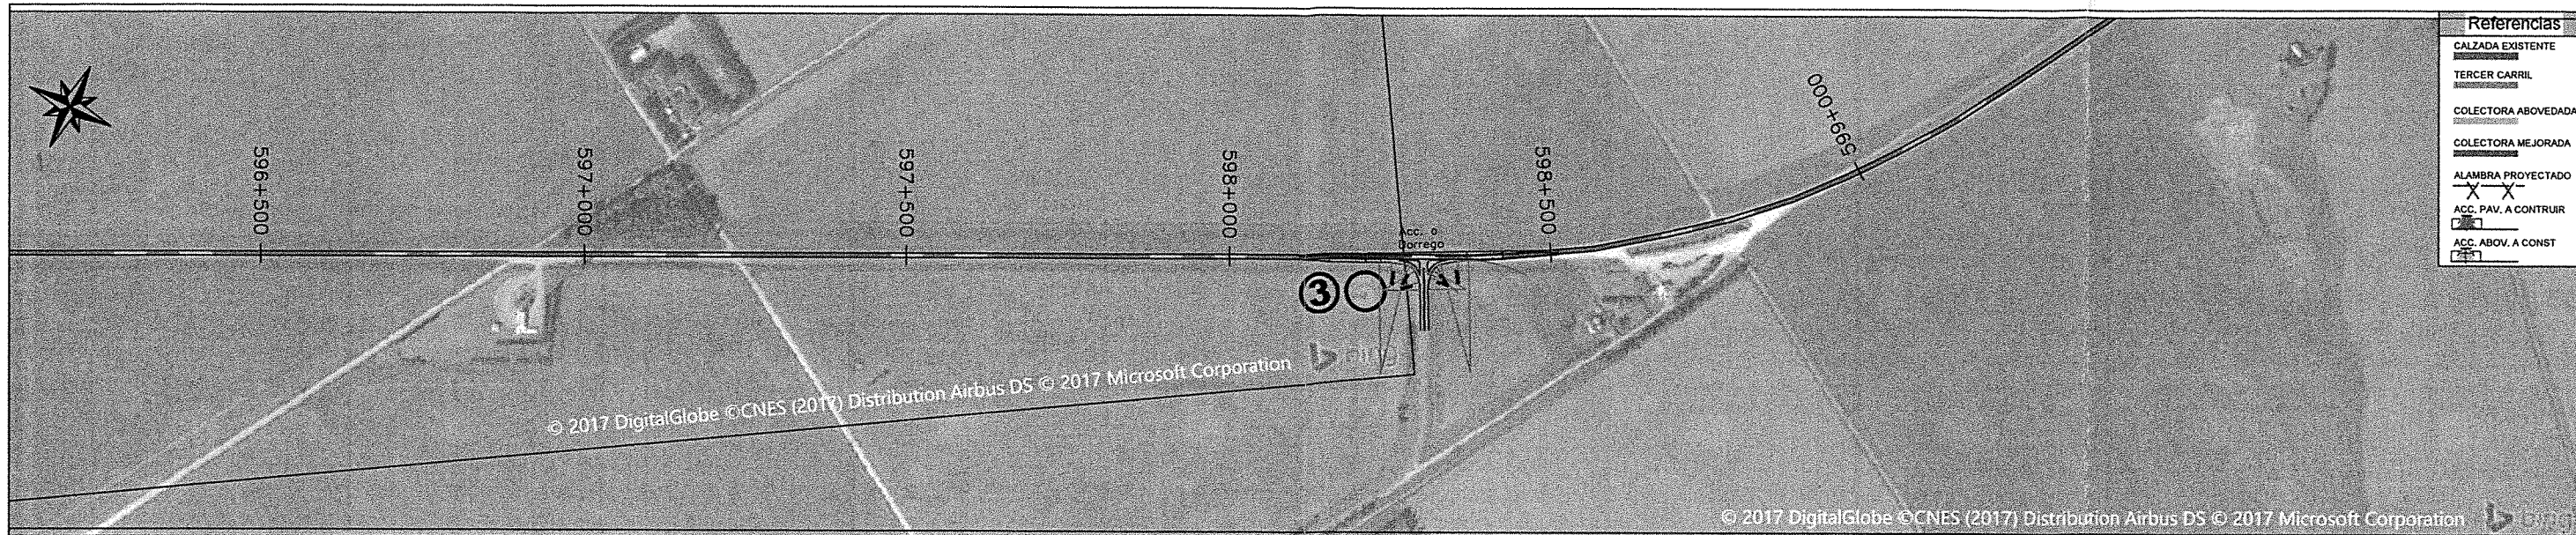 Referencias
CALZADA EXISTENTE
TERCER CARRIL
COLECTORA ABOVEDADA
COLECTORA MEJORADA
ALAMBRA PROYECTADO
ACC. PAV. A CONTRUIR
ACC. ABOV. A CONST
596+500
597+000
597+500
598+000
598+500
599+000
Acc. a
Dorrego
3
© 2017 DigitalGlobe ©CNES (2017) Distribution Airbus DS © 2017 Microsoft Corporation
bing
© 2017 DigitalGlobe ©CNES (2017) Distribution Airbus DS © 2017 Microsoft Corporation
bing